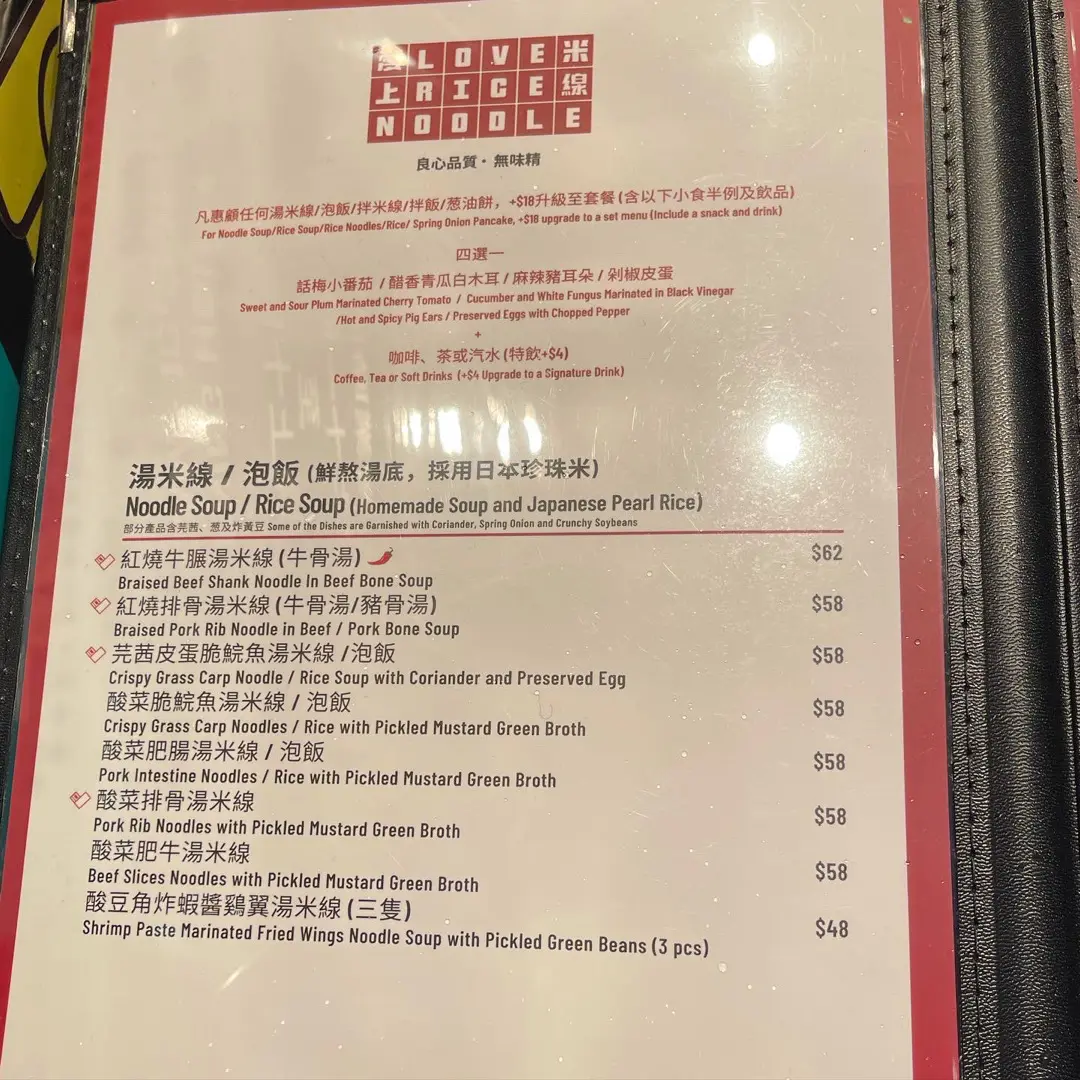 愛LOVE米
上RICE線
NOODLE
良心品質・無味精
凡惠顧任何湯米線/泡飯/拌米線/拌飯/葱油餅，+$18升級至套餐(含以下小食半例及飲品)
For Noodle Soup/Rice Soup/Rice Noodles/Rice/ Spring Onion Pancake, +$18 upgrade to a set menu (Include a snack and drink)
四選一
話梅小番茄 / 醋香青瓜白木耳 / 麻辣豬耳朵 / 剁椒皮蛋
Sweet and Sour Plum Marinated Cherry Tomato / Cucumber and White Fungus Marinated in Black Vinegar
/Hot and Spicy Pig Ears / Preserved Eggs with Chopped Pepper
+
咖啡、茶或汽水 (特飲+$4)
Coffee, Tea or Soft Drinks (+$4 Upgrade to a Signature Drink)
湯米線 / 泡飯 (鮮熬湯底，採用日本珍珠米)
Noodle Soup / Rice Soup (Homemade Soup and Japanese Pearl Rice)
部分產品含芫茜、葱及炸黃豆 Some of the Dishes are Garnished with Coriander, Spring Onion and Crunchy Soybeans
紅燒牛𦟌湯米線 (牛骨湯) $62
Braised Beef Shank Noodle In Beef Bone Soup
紅燒排骨湯米線 (牛骨湯/豬骨湯) $58
Braised Pork Rib Noodle in Beef / Pork Bone Soup
芫茜皮蛋脆鯇魚湯米線 /泡飯 $58
Crispy Grass Carp Noodle / Rice Soup with Coriander and Preserved Egg
酸菜脆鯇魚湯米線 / 泡飯 $58
Crispy Grass Carp Noodles / Rice with Pickled Mustard Green Broth
酸菜肥腸湯米線 / 泡飯 $58
Pork Intestine Noodles / Rice with Pickled Mustard Green Broth
酸菜排骨湯米線 $58
Pork Rib Noodles with Pickled Mustard Green Broth
酸菜肥牛湯米線 $58
Beef Slices Noodles with Pickled Mustard Green Broth
酸豆角炸蝦醬鷄翼湯米線 (三隻) $48
Shrimp Paste Marinated Fried Wings Noodle Soup with Pickled Green Beans (3 pcs)